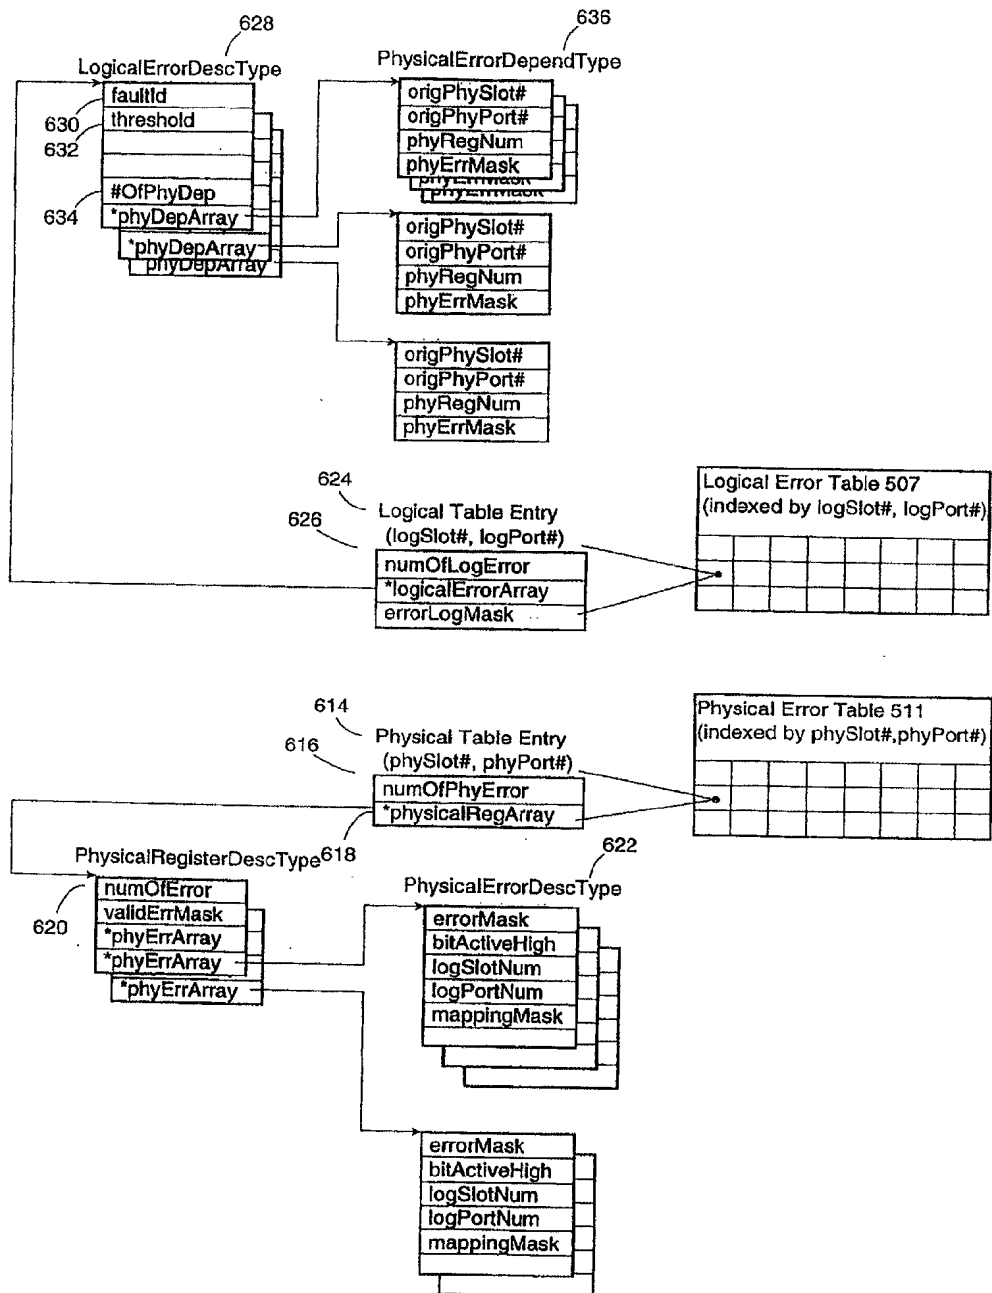 628
LogicalErrorDescType
faultId
630
threshold
632
#OfPhyDep
634
*phyDepArray
*phyDepArray
phyDepArray
636
PhysicalErrorDependType
origPhySlot#
origPhyPort#
phyRegNum
phyErrMask
phyErrMask
phyErrMask
origPhySlot#
origPhyPort#
phyRegNum
phyErrMask
origPhySlot#
origPhyPort#
phyRegNum
phyErrMask
624
Logical Table Entry
626
(logSlot#, logPort#)
numOfLogError
*logicalErrorArray
errorLogMask
Logical Error Table 507
(indexed by logSlot#, logPort#)
614
Physical Table Entry
616
(phySlot#, phyPort#)
numOfPhyError
*physicalRegArray
618
Physical Error Table 511
(indexed by phySlot#,phyPort#)
PhysicalRegisterDescType
620
numOfError
validErrMask
*phyErrArray
*phyErrArray
*phyErrArray
622
PhysicalErrorDescType
errorMask
bitActiveHigh
logSlotNum
logPortNum
mappingMask
errorMask
bitActiveHigh
logSlotNum
logPortNum
mappingMask